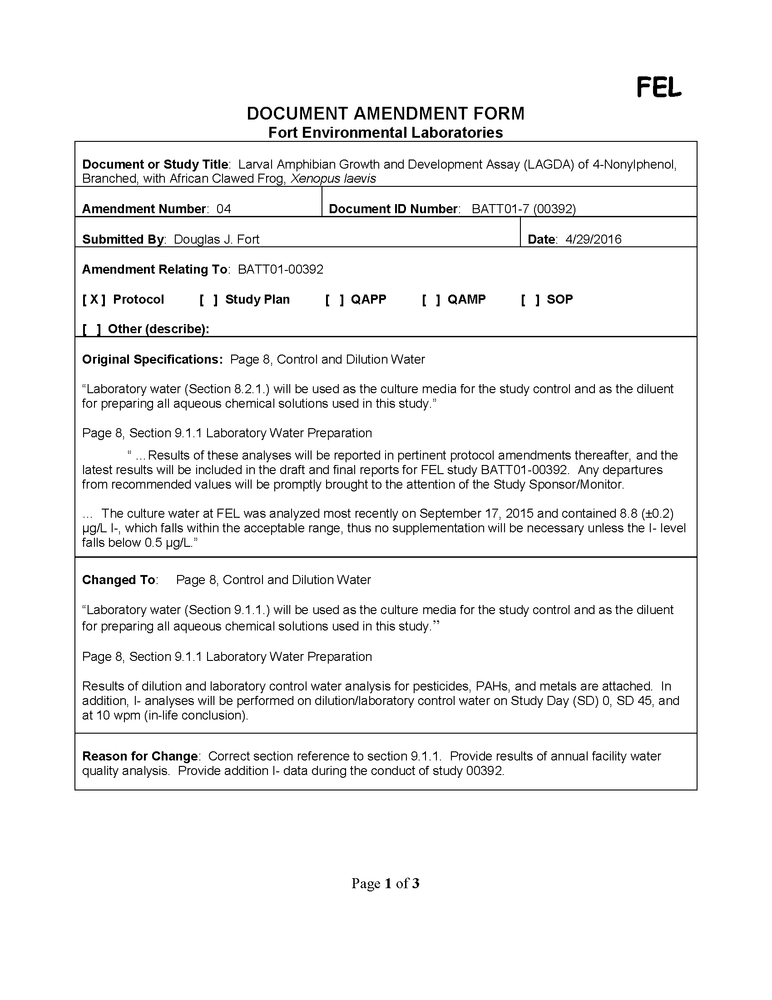 FEL
DOCUMENT AMENDMENT FORM
Fort Environmental Laboratories
Document or Study Title: Larval Amphibian Growth and Development Assay (LAGDA) of 4-Nonylphenol,
Branched, with African Clawed Frog, Xenopus laevis
Amendment Number: 04 Document ID Number: BATT01-7 (00392)
Submitted By: Douglas J. Fort Date: 4/29/2016
Amendment Relating To: BATT01-00392
[ X ] Protocol [ ] Study Plan [ ] QAPP [ ] QAMP [ ] SOP
[ ] Other (describe):
Original Specifications: Page 8, Control and Dilution Water
“Laboratory water (Section 8.2.1.) will be used as the culture media for the study control and as the diluent
for preparing all aqueous chemical solutions used in this study.”
Page 8, Section 9.1.1 Laboratory Water Preparation
“ ... Results of these analyses will be reported in pertinent protocol amendments thereafter, and the
latest results will be included in the draft and final reports for FEL study BATT01-00392. Any departures
from recommended values will be promptly brought to the attention of the Study Sponsor/Monitor.
... The culture water at FEL was analyzed most recently on September 17, 2015 and contained 8.8 (±0.2)
µg/L I-, which falls within the acceptable range, thus no supplementation will be necessary unless the I- level
falls below 0.5 µg/L.”
Changed To: Page 8, Control and Dilution Water
“Laboratory water (Section 9.1.1.) will be used as the culture media for the study control and as the diluent
for preparing all aqueous chemical solutions used in this study.”
Page 8, Section 9.1.1 Laboratory Water Preparation
Results of dilution and laboratory control water analysis for pesticides, PAHs, and metals are attached. In
addition, I- analyses will be performed on dilution/laboratory control water on Study Day (SD) 0, SD 45, and
at 10 wpm (in-life conclusion).
Reason for Change: Correct section reference to section 9.1.1. Provide results of annual facility water
quality analysis. Provide addition I- data during the conduct of study 00392.
Page 1 of 3